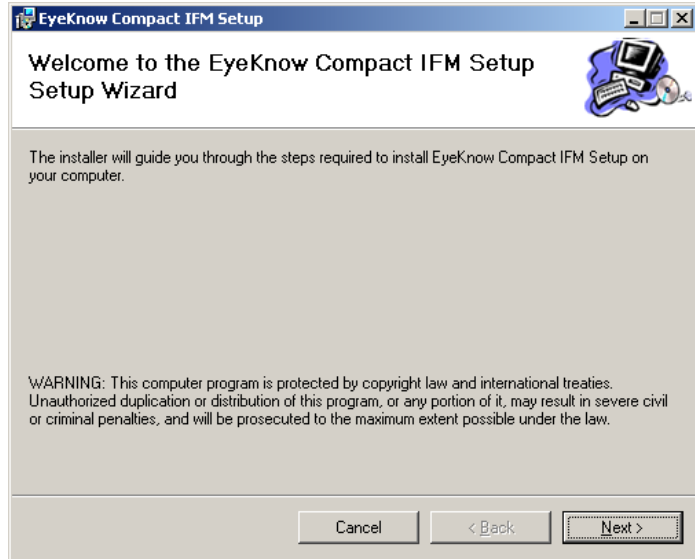 EyeKnow Compact IFM Setup
Welcome to the EyeKnow Compact IFM Setup
Setup Wizard
The installer will guide you through the steps required to install EyeKnow Compact IFM Setup on
your computer.
WARNING: This computer program is protected by copyright law and international treaties.
Unauthorized duplication or distribution of this program, or any portion of it, may result in severe civil
or criminal penalties, and will be prosecuted to the maximum extent possible under the law.
Cancel < Back Next >